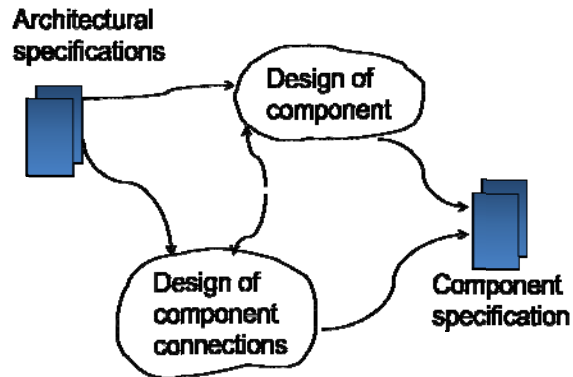 Architectural
specifications
Design of
component
Design of
component
connections
Component
specification